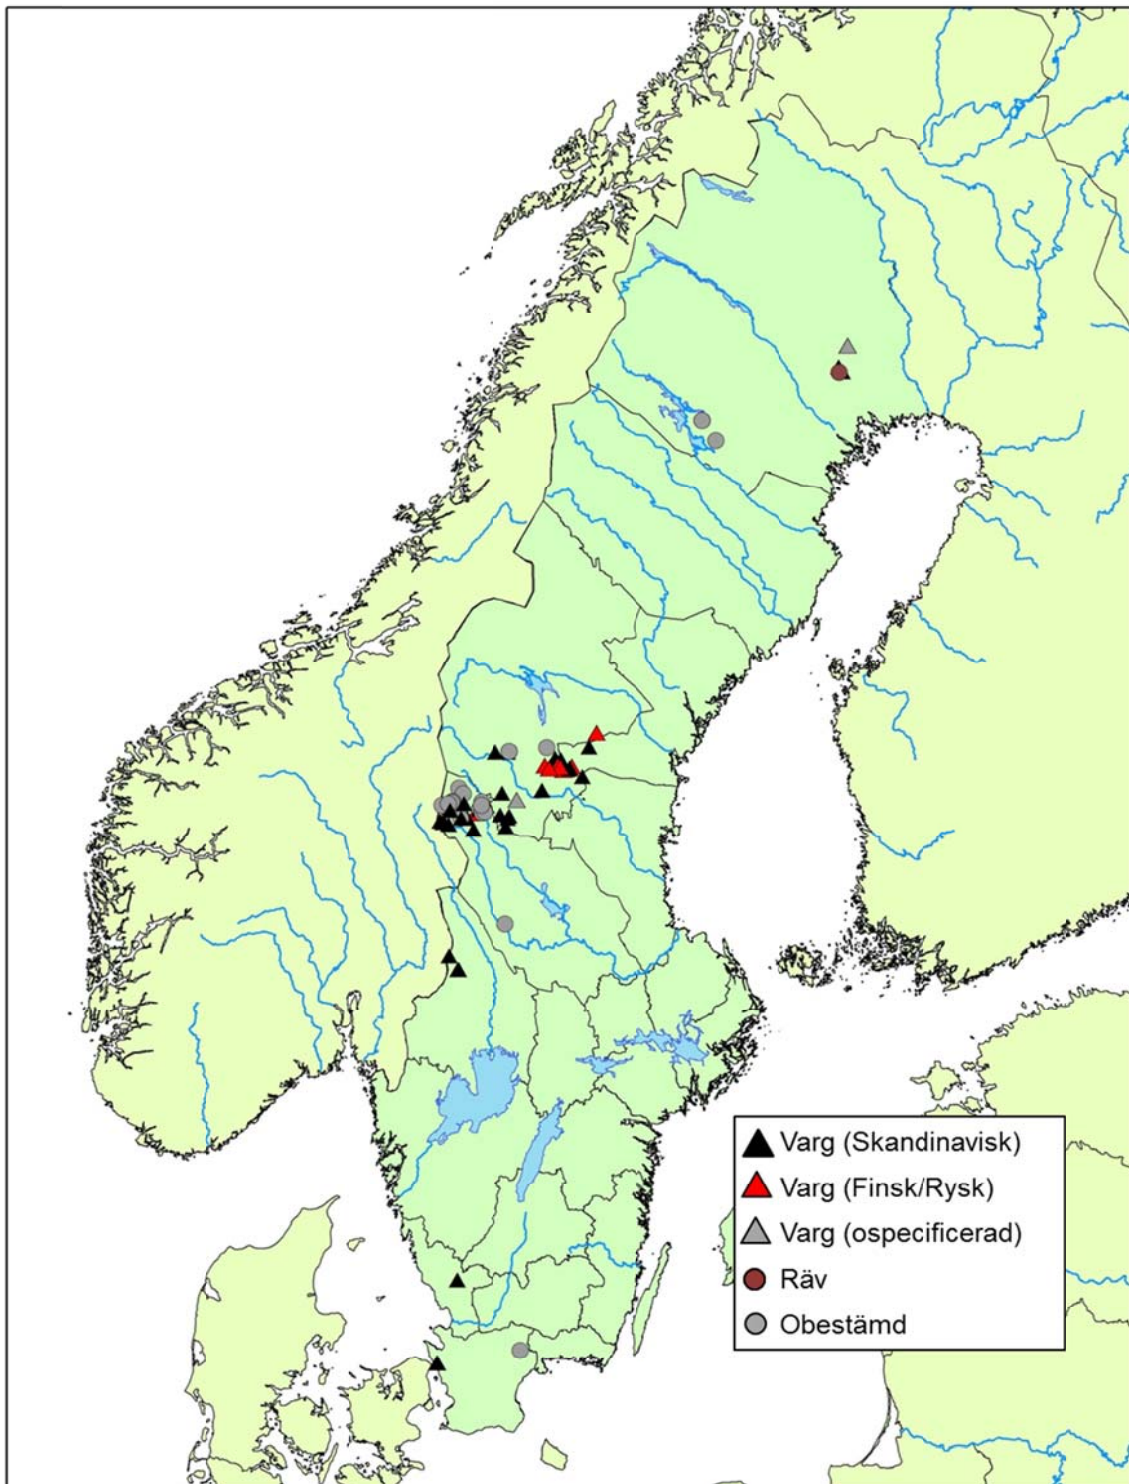 Varg (Skandinavisk)
Varg (Finsk/Rysk)
Varg (ospecificerad)
Räv
Obestämd